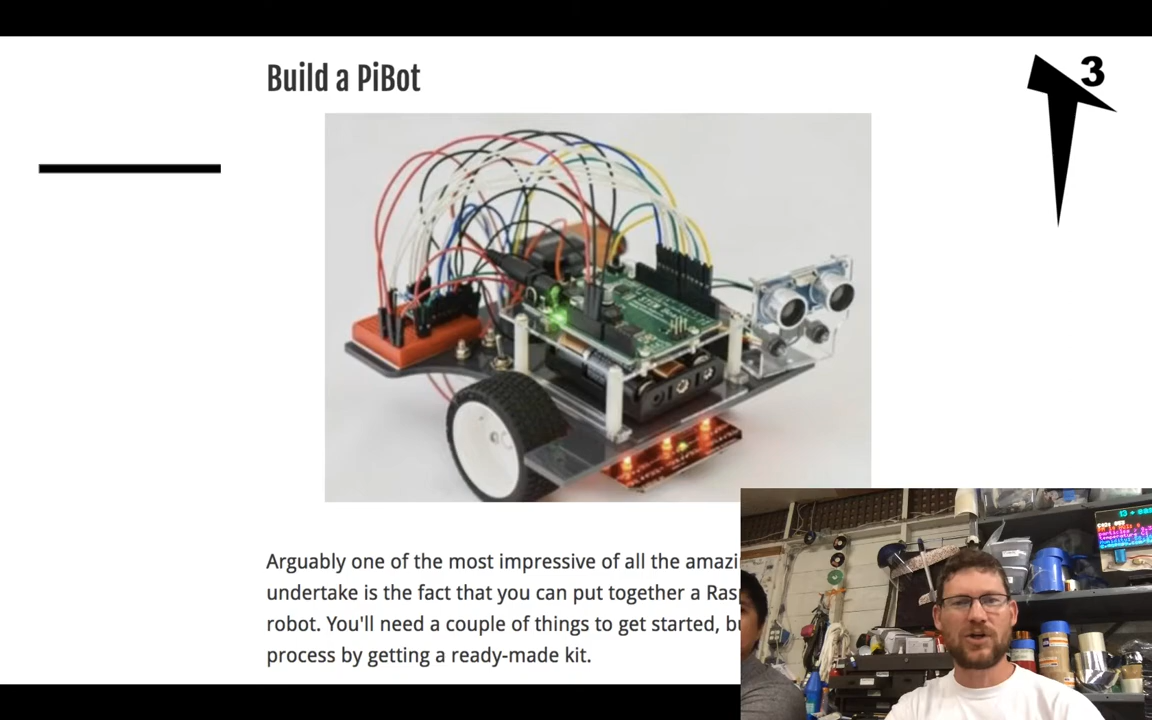 Build a PiBot
3
Arguably one of the most impressive of all the amazi
undertake is the fact that you can put together a Ras
robot. You'll need a couple of things to get started, bu
process by getting a ready-made kit.